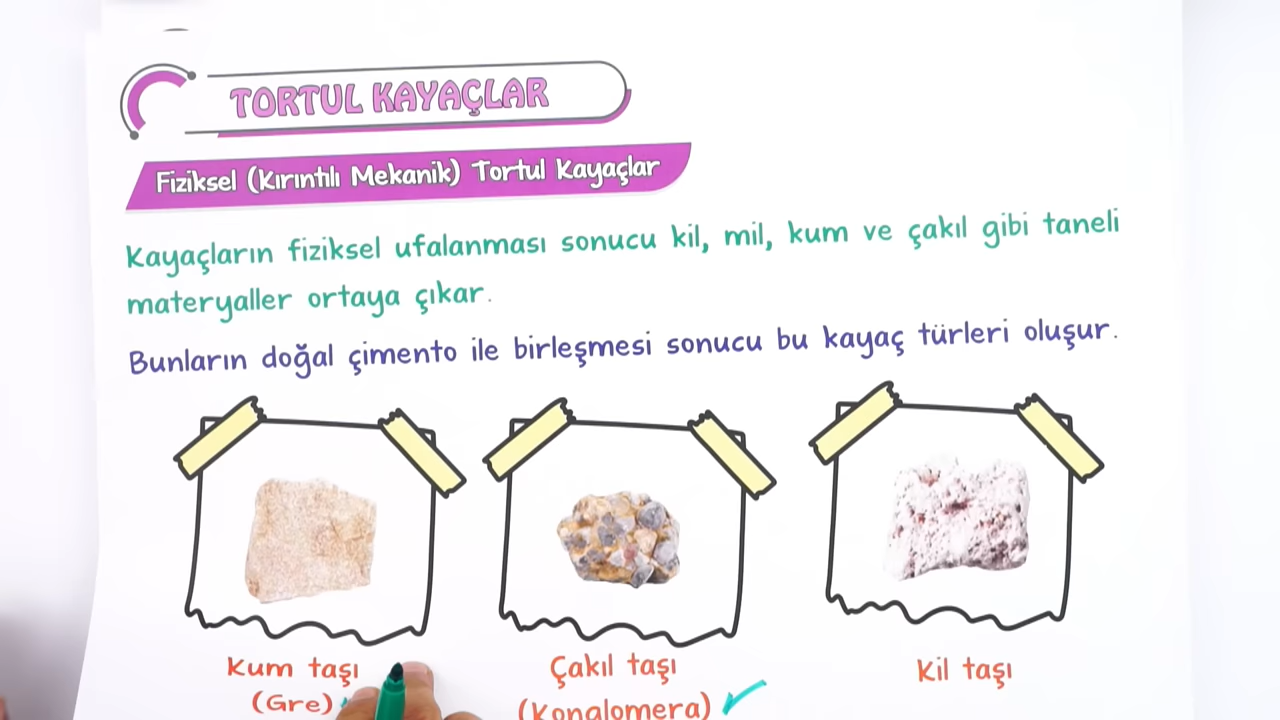 TORTUL KAYAÇLAR
Fiziksel (Kırıntılı Mekanik) Tortul Kayaçlar
Kayaçların fiziksel ufalanması sonucu kil, mil, kum ve çakıl gibi taneli
materyaller ortaya çıkar.
Bunların doğal çimento ile birleşmesi sonucu bu kayaç türleri oluşur.
Kum taşı
(Gre)
Çakıl taşı
(Konglomera)
Kil taşı